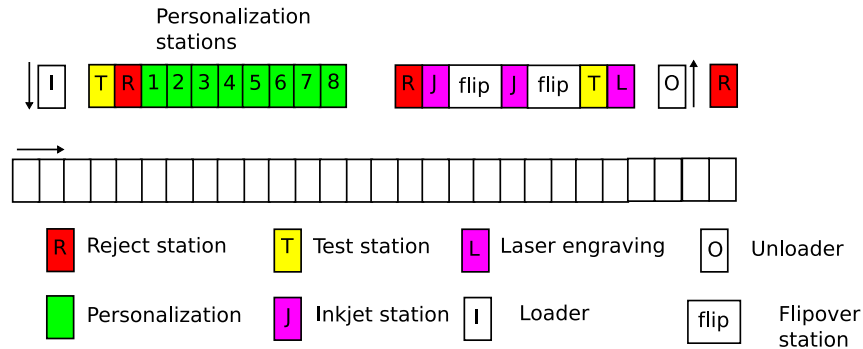 Personalization
stations
I T R 1 2 3 4 5 6 7 8 R J flip J flip T L O R
R Reject station T Test station L Laser engraving O Unloader
Personalization J Inkjet station I Loader flip Flipover
station